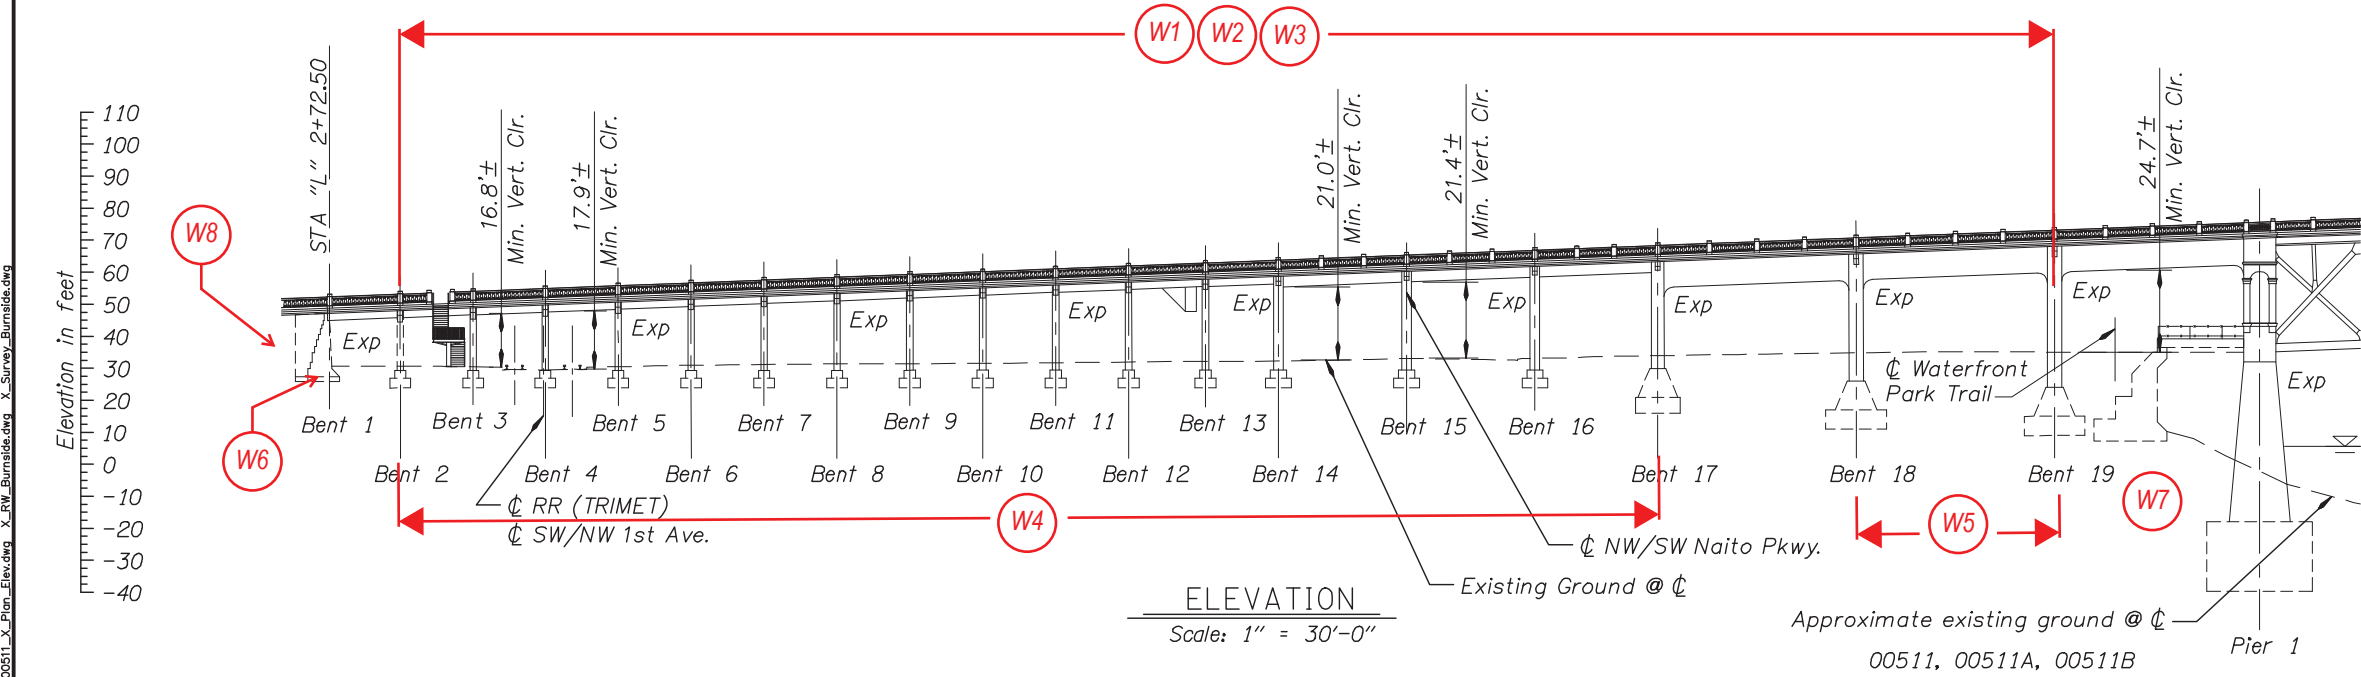 W1 W2 W3
STA "L" 2+72.50
16.8'±
Min. Vert. Clr.
17.9'±
Min. Vert. Clr.
21.0'±
Min. Vert. Clr.
21.4'±
Min. Vert. Clr.
24.7'±
Min. Vert. Clr.
Elevation in feet
110
100
90
80
70
60
50
40
30
20
10
0
-10
-20
-30
-40
W8
W6
Exp
Exp
Exp
Exp
Exp
Exp
Exp
Exp
Exp
Exp
℄ Waterfront
Park Trail
Bent 1
Bent 3
Bent 5
Bent 7
Bent 9
Bent 11
Bent 13
Bent 15
Bent 16
Bent 2
Bent 4
Bent 6
Bent 8
Bent 10
Bent 12
Bent 14
Bent 17
Bent 18
Bent 19
W4
W5
W7
℄ RR (TRIMET)
℄ SW/NW 1st Ave.
℄ NW/SW Naito Pkwy.
Existing Ground @ ℄
ELEVATION
Scale: 1" = 30'-0"
Approximate existing ground @ ℄
00511, 00511A, 00511B
Pier 1
00511_X_Plan_Elev.dwg X_RW_Burnside.dwg X_Survey_Burnside.dwg